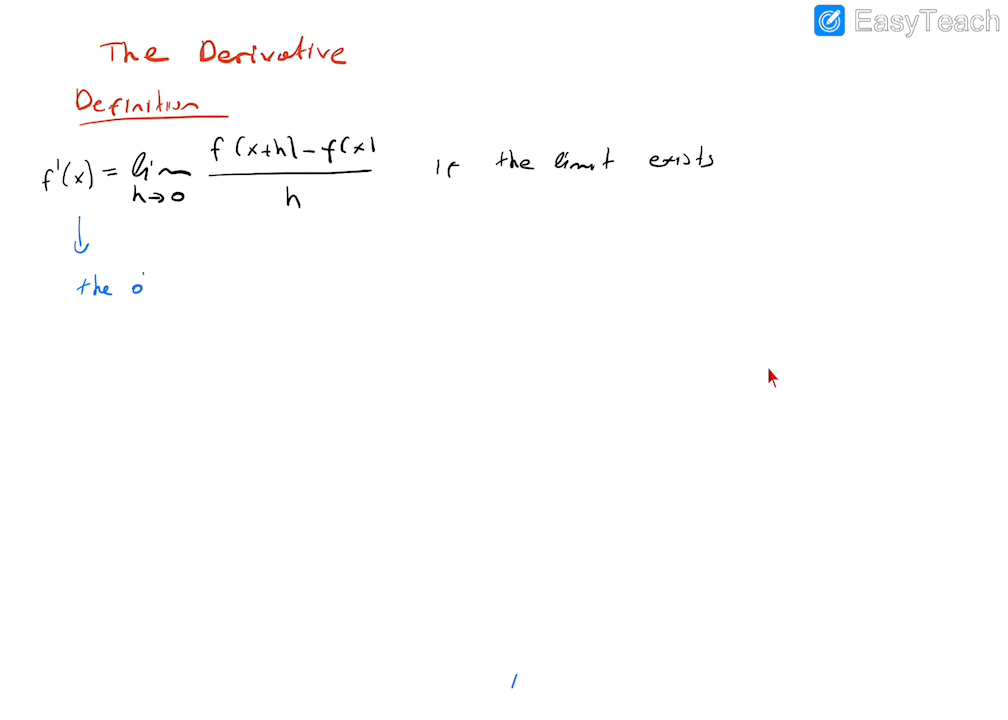 EasyTeach
The Derivative
Definition
f'(x) = lim h→0 f(x+h) - f(x) / h if the limit exists
the